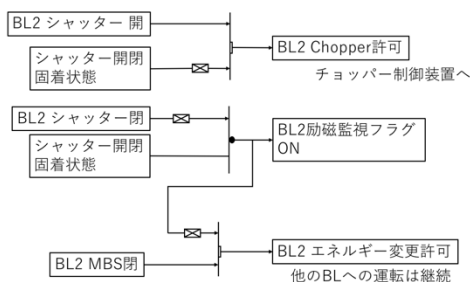 BL2 シャッター 開
シャッター開閉
固着状態
BL2 Chopper許可
チョッパー制御装置へ
BL2 シャッター閉
シャッター開閉
固着状態
BL2励磁監視フラグ
ON
BL2 MBS閉
BL2 エネルギー変更許可
他のBLへの運転は継続